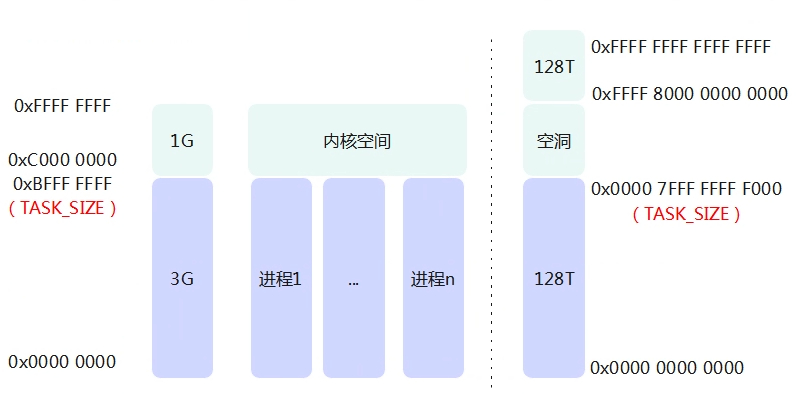 0xFFFF FFFF
0xC000 0000
0xBFFF FFFF
( TASK_SIZE )
0x0000 0000
1G
3G
内核空间
进程1
...
进程n
128T
空洞
128T
0xFFFF FFFF FFFF FFFF
0xFFFF 8000 0000 0000
0x0000 7FFF FFFF F000
( TASK_SIZE )
0x0000 0000 0000